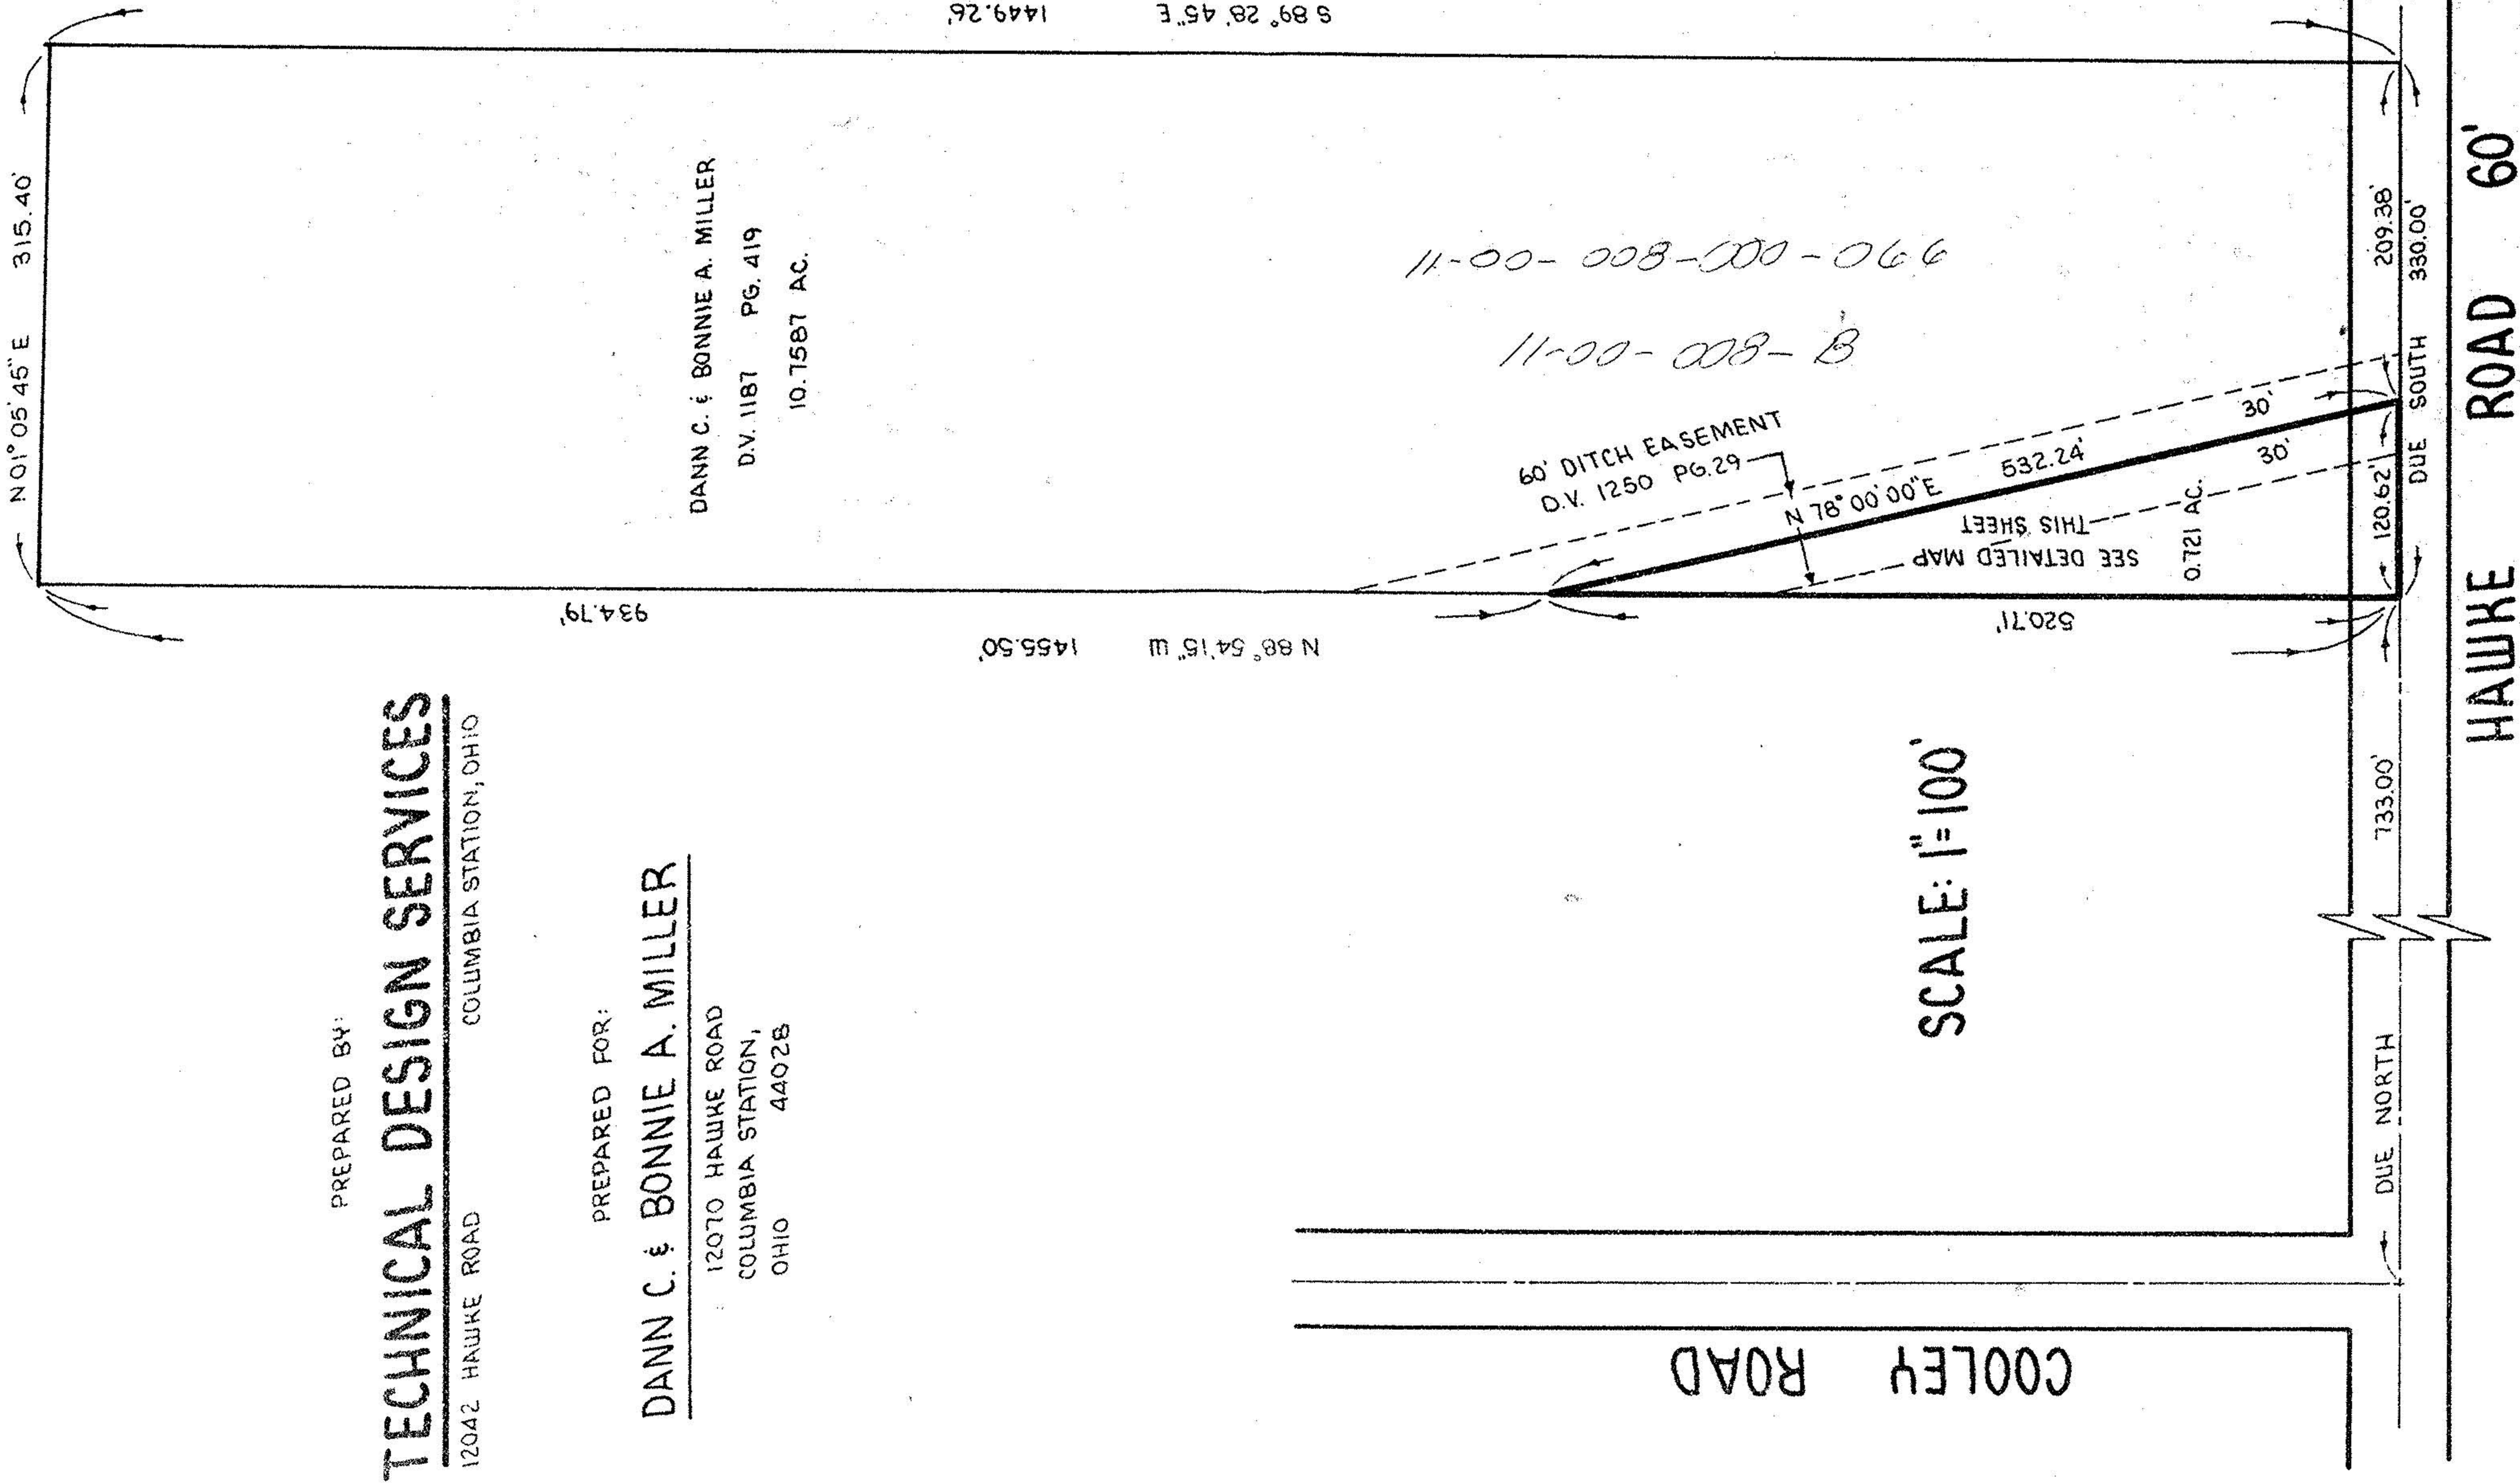 PREPARED BY:
TECHNICAL DESIGN SERVICES
12042 HAWKE ROAD COLUMBIA STATION, OHIO
PREPARED FOR:
DANN C. & BONNIE A. MILLER
12070 HAWKE ROAD
COLUMBIA STATION,
OHIO 44028
N 01° 05' 45" E 315.40'
S 89° 28' 45" E 1449.26'
DANN C. & BONNIE A. MILLER
D.V. 1187 PG. 419
10.7587 AC.
934.79'
N 88° 54' 15" W 1455.50'
520.71'
11-00-008-000-066
11-00-008-B
60' DITCH EASEMENT
D.V. 1250 PG. 29
N 78° 00' 00" E 532.24'
30'
30'
SEE DETAILED MAP
THIS SHEET
0.721 AC.
120.62'
209.38'
DUE SOUTH 330.00'
SCALE: 1"=100'
DUE NORTH 733.00'
HAWKE ROAD 60'
COOLEY ROAD